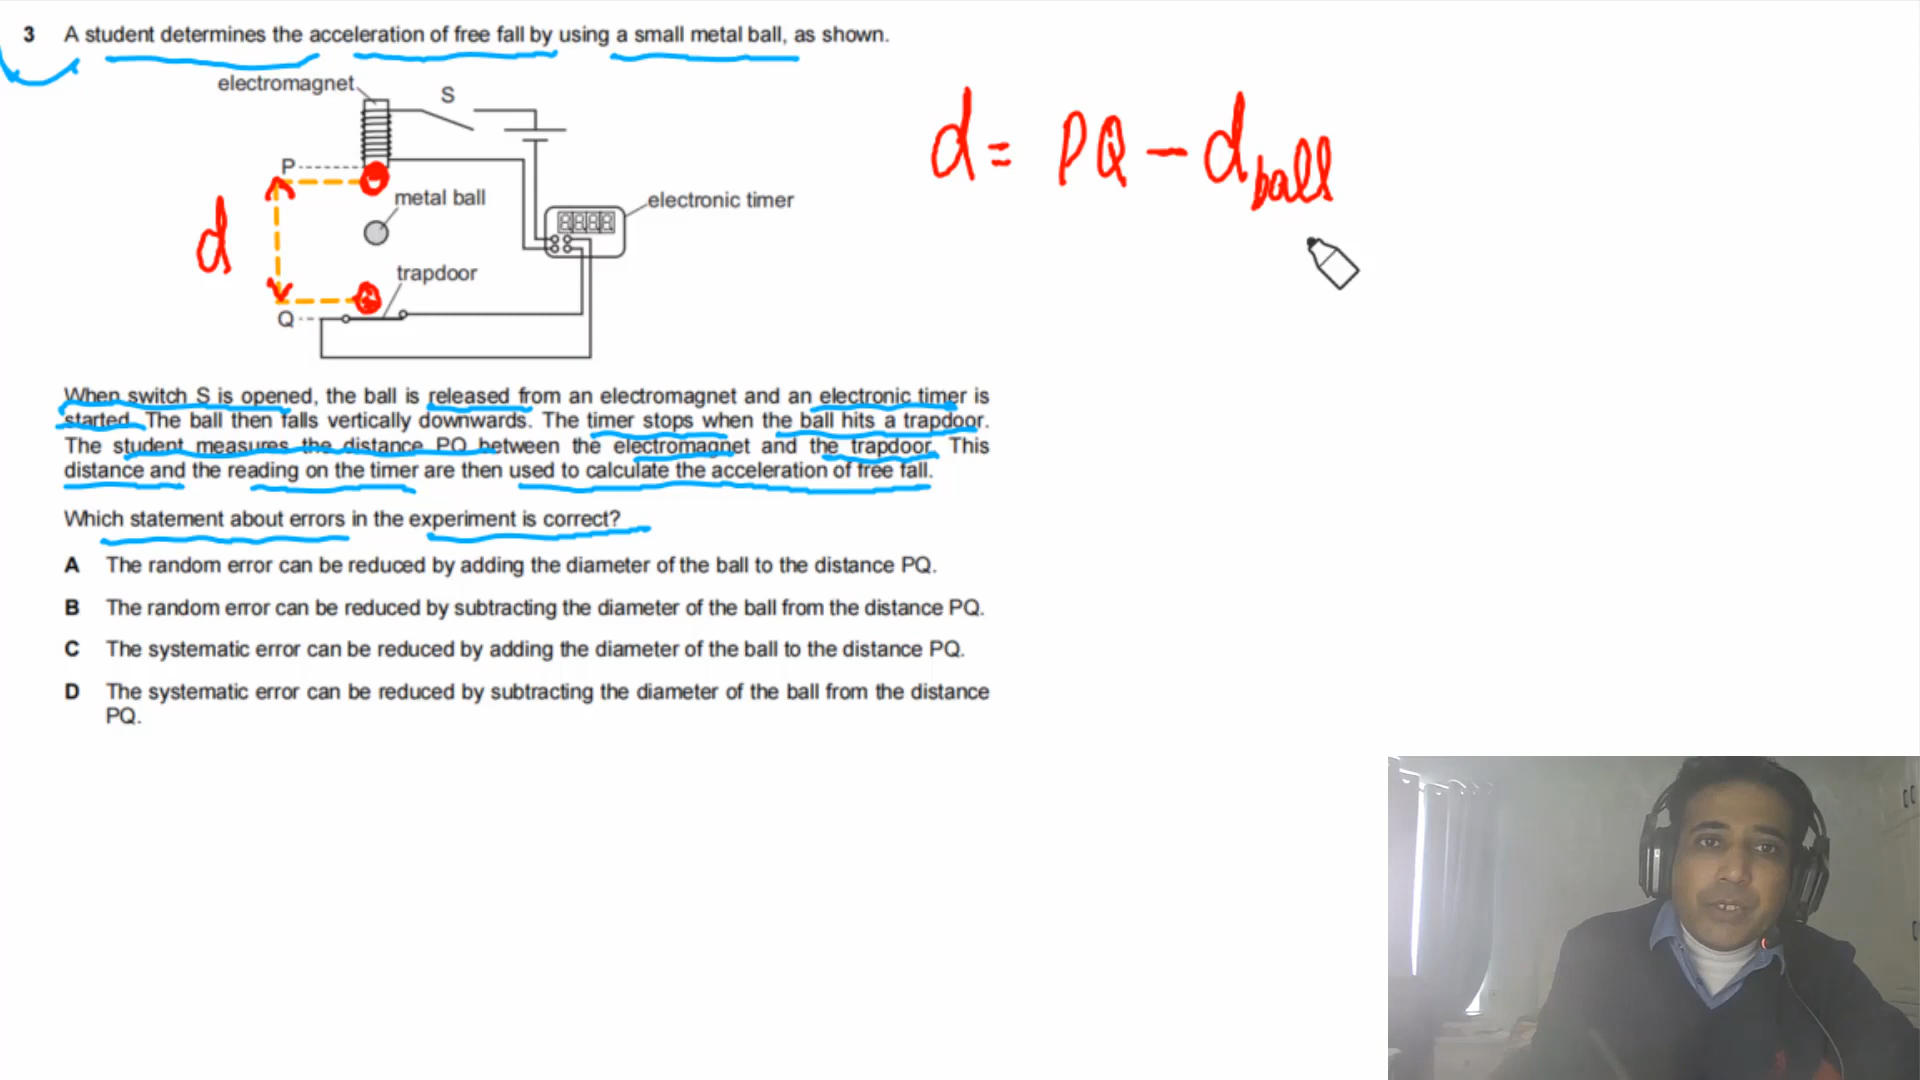 3 A student determines the acceleration of free fall by using a small metal ball, as shown.
electromagnet
S
P
metal ball
electronic timer
d
trapdoor
Q
d = PQ - d ball
When switch S is opened, the ball is released from an electromagnet and an electronic timer is
started. The ball then falls vertically downwards. The timer stops when the ball hits a trapdoor.
The student measures the distance PQ between the electromagnet and the trapdoor. This
distance and the reading on the timer are then used to calculate the acceleration of free fall.
Which statement about errors in the experiment is correct?
A The random error can be reduced by adding the diameter of the ball to the distance PQ.
B The random error can be reduced by subtracting the diameter of the ball from the distance PQ.
C The systematic error can be reduced by adding the diameter of the ball to the distance PQ.
D The systematic error can be reduced by subtracting the diameter of the ball from the distance
PQ.